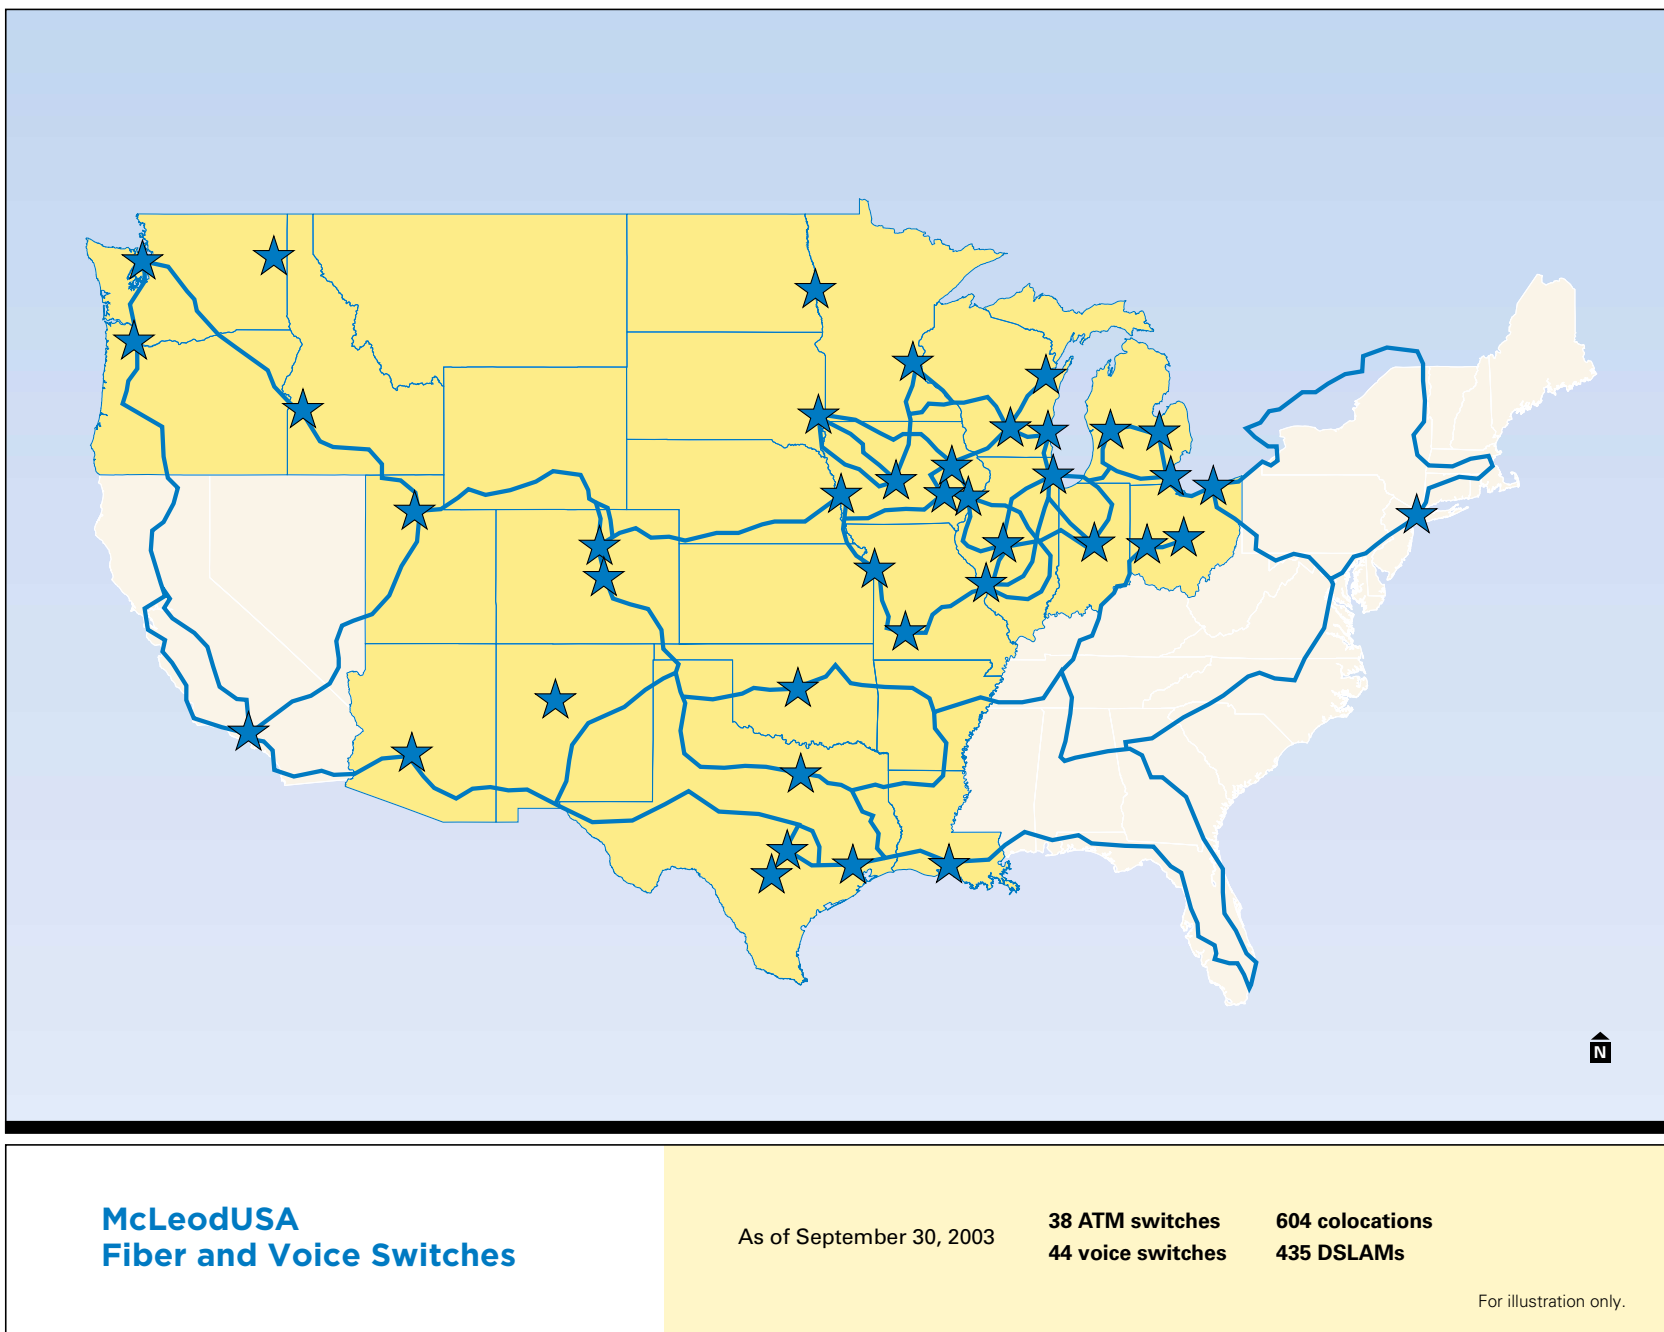 N
McLeodUSA
Fiber and Voice Switches
As of September 30, 2003
38 ATM switches
44 voice switches
604 colocations
435 DSLAMs
For illustration only.